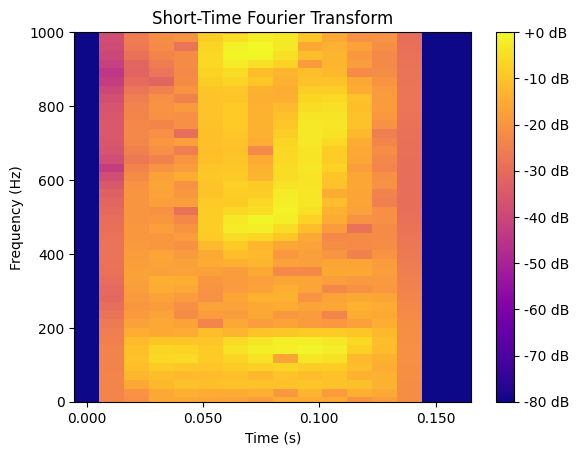 Short-Time Fourier Transform
1000
800
600
400
200
0
Frequency (Hz)
0.000
0.050
0.100
0.150
Time (s)
+0 dB
-10 dB
-20 dB
-30 dB
-40 dB
-50 dB
-60 dB
-70 dB
-80 dB